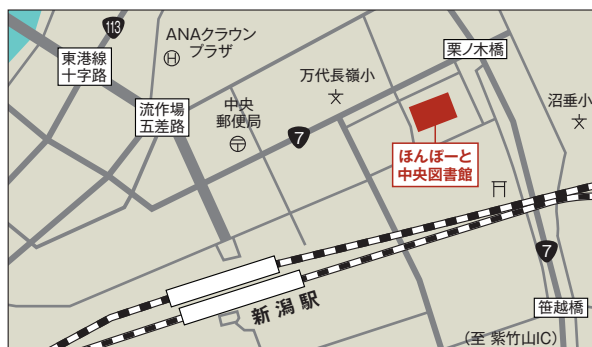 113
ANAクラウン
プラザ
東港線
十字路
栗ノ木橋
万代長嶺小
流作場
五差路
中央
郵便局
沼垂小
7
ほんぽーと
中央図書館
7
新潟駅
笹越橋
(至 紫竹山IC)